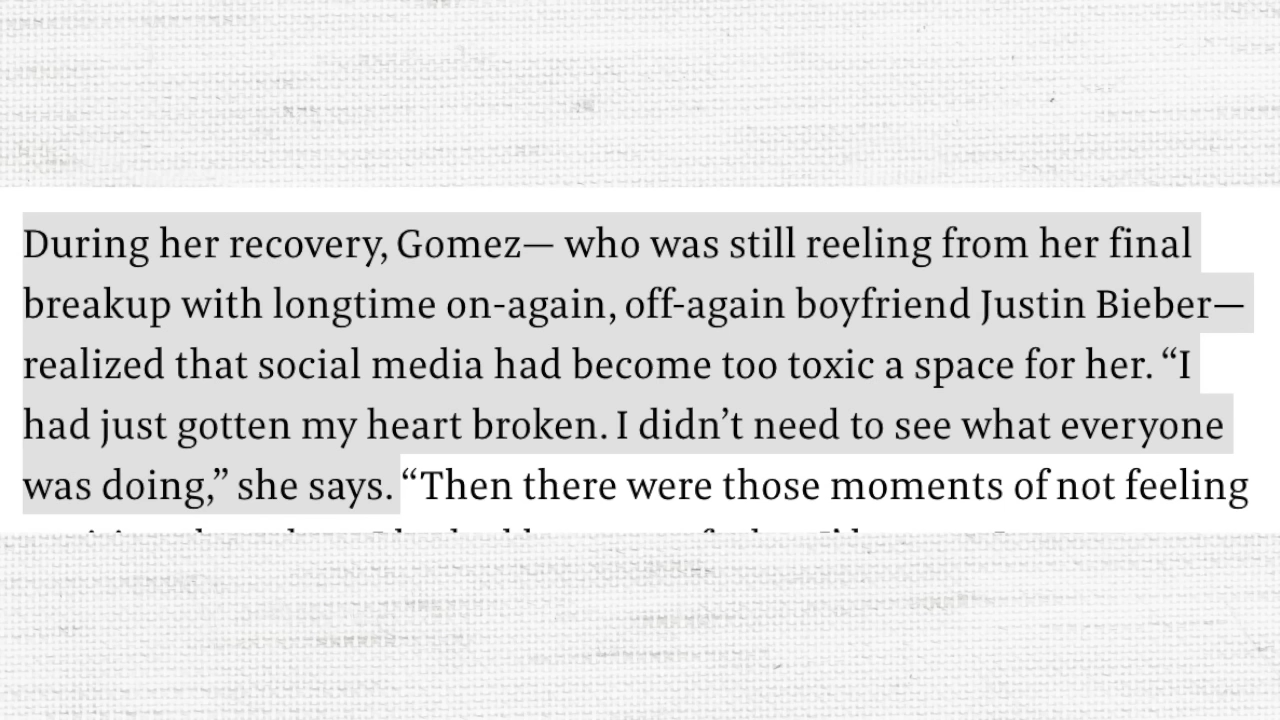 During her recovery, Gomez— who was still reeling from her final
breakup with longtime on-again, off-again boyfriend Justin Bieber—
realized that social media had become too toxic a space for her. “I
had just gotten my heart broken. I didn’t need to see what everyone
was doing,” she says. “Then there were those moments of not feeling